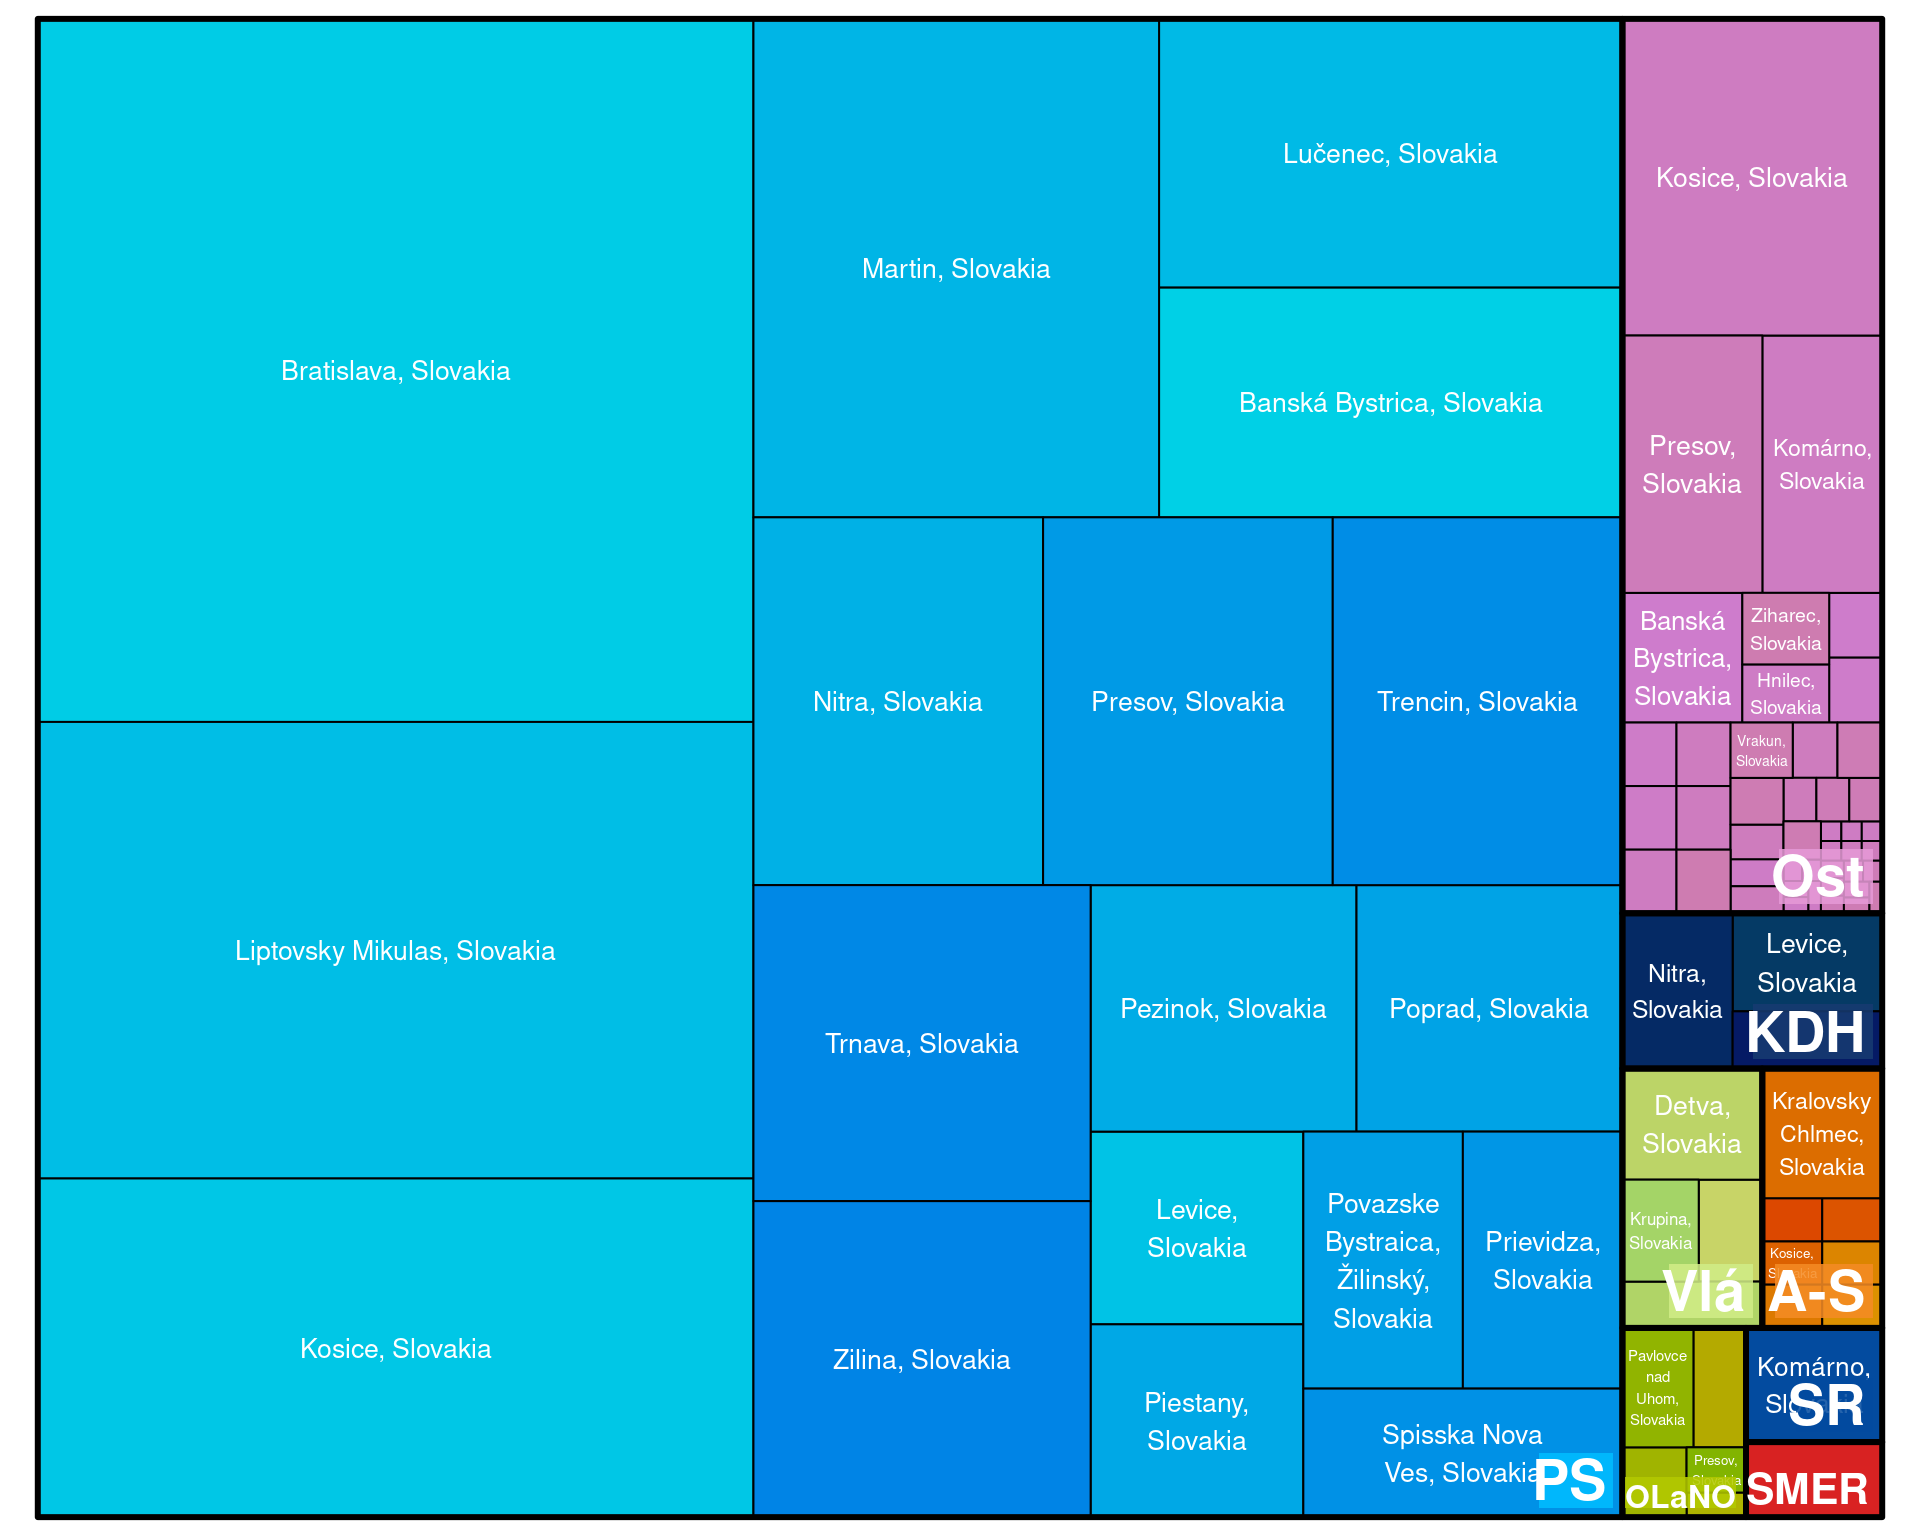 Bratislava, Slovakia
Liptovsky Mikulas, Slovakia
Kosice, Slovakia
Martin, Slovakia
Lučenec, Slovakia
Banská Bystrica, Slovakia
Nitra, Slovakia
Presov, Slovakia
Trencin, Slovakia
Trnava, Slovakia
Zilina, Slovakia
Pezinok, Slovakia
Poprad, Slovakia
Levice,
Slovakia
Piestany,
Slovakia
Povazske
Bystraica,
Žilinský,
Slovakia
Prievidza,
Slovakia
Spisska Nova
Ves, Slovakia
PS
Kosice, Slovakia
Presov,
Slovakia
Komárno,
Slovakia
Banská
Bystrica,
Slovakia
Ziharec,
Slovakia
Hnilec,
Slovakia
Vrakun,
Slovakia
Ost
Nitra,
Slovakia
Levice,
Slovakia
KDH
Detva,
Slovakia
Krupina,
Slovakia
Vlá
Kralovsky
Chlmec,
Slovakia
Kosice,
Slovakia
A-S
Pavlovce
nad
Uhom,
Slovakia
Presov,
Slovakia
OLaNO
Komárno,
SR
SMER